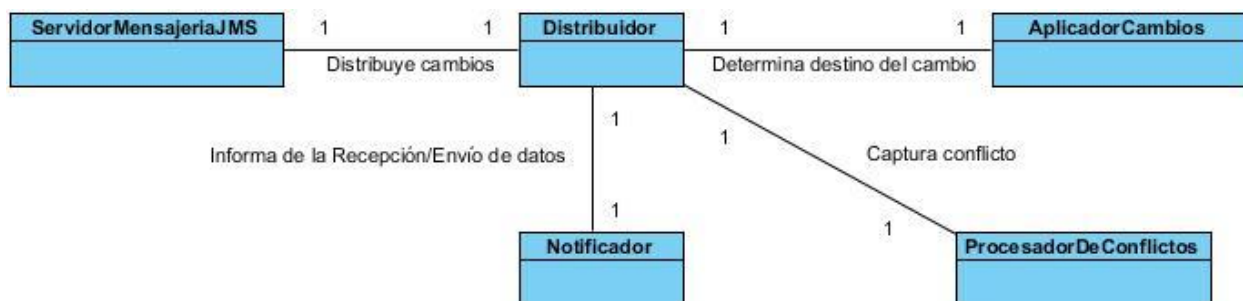 ServidorMensajeriaJMS
1
1
Distribuidor
1
1
AplicadorCambios
Distribuye cambios
Determina destino del cambio
1
1
Informa de la Recepción/Envío de datos
Captura conflicto
1
1
Notificador
ProcesadorDeConflictos